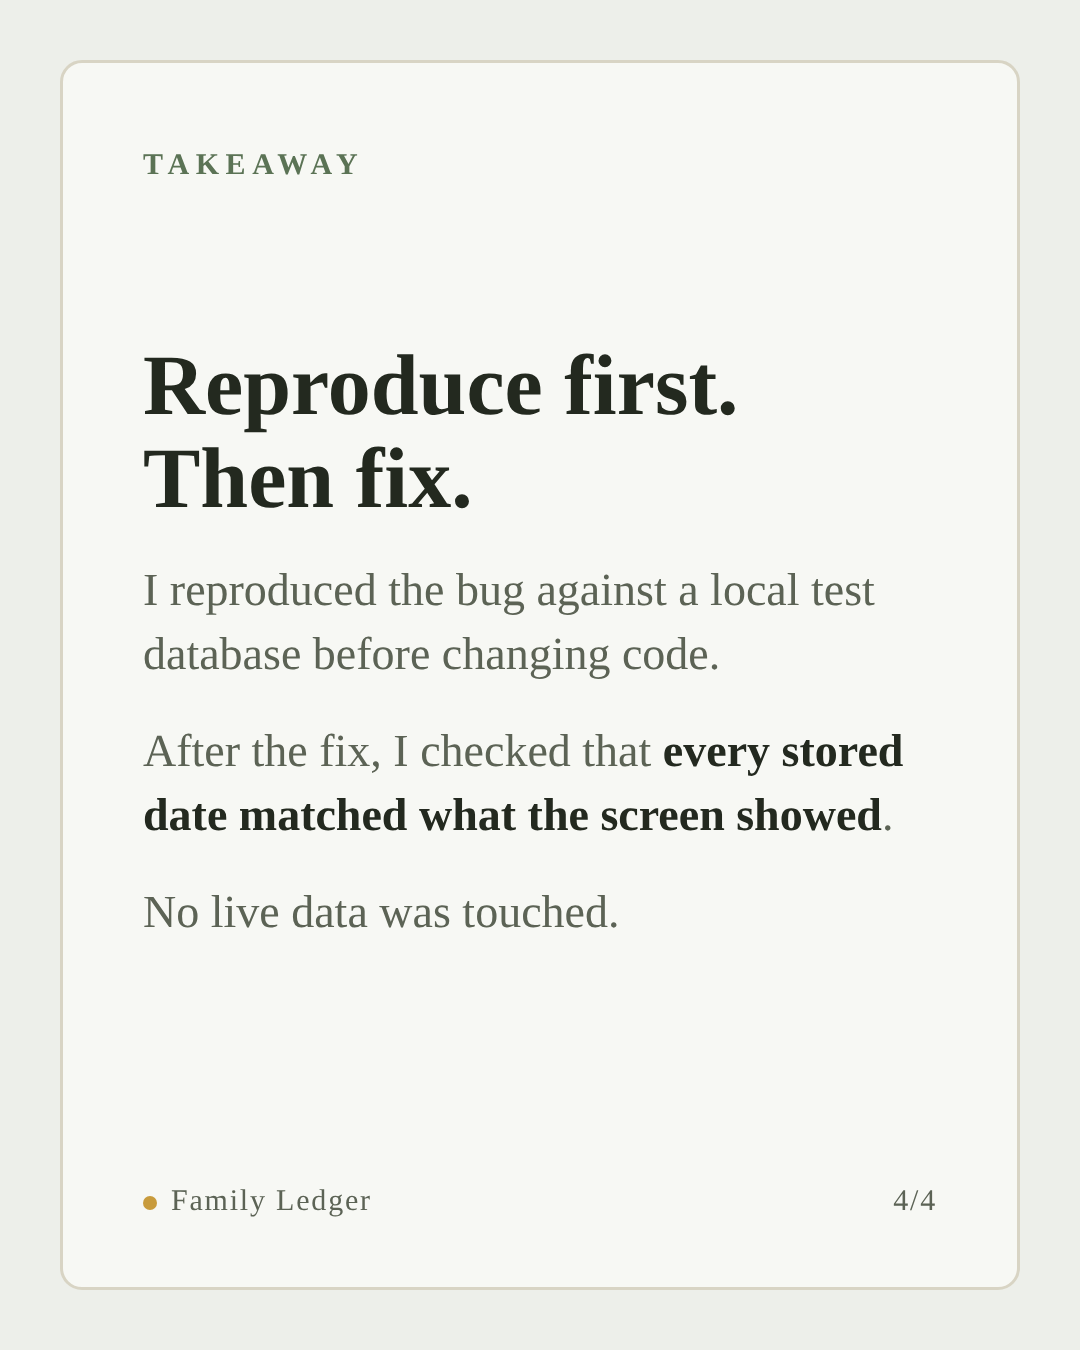 TAKEAWAY
Reproduce first.
Then fix.
I reproduced the bug against a local test
database before changing code.
After the fix, I checked that every stored
date matched what the screen showed.
No live data was touched.
Family Ledger
4/4